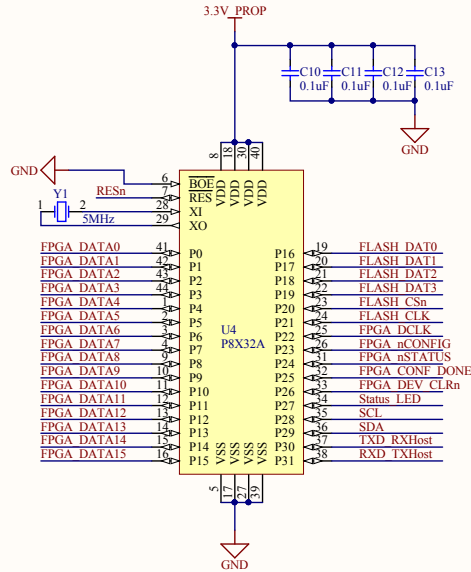 3.3V_PROP
C10 C11 C12 C13
0.1uF 0.1uF 0.1uF 0.1uF
GND
8 18 30 40
VDD VDD VDD VDD
GND
6 BOE
RESn 7 RES
Y1
1 2 28 XI
5MHz 29 XO
FPGA_DATA0 41 P0 P16 19 FLASH_DAT0
FPGA_DATA1 42 P1 P17 20 FLASH_DAT1
FPGA_DATA2 43 P2 P18 21 FLASH_DAT2
FPGA_DATA3 44 P3 P19 22 FLASH_DAT3
FPGA_DATA4 1 P4 P20 23 FLASH_CSn
FPGA_DATA5 2 P5 P21 24 FLASH_CLK
FPGA_DATA6 3 P6 P22 25 FPGA_DCLK
FPGA_DATA7 4 P7 P23 26 FPGA_nCONFIG
FPGA_DATA8 9 P8 P24 31 FPGA_nSTATUS
FPGA_DATA9 10 P9 P25 32 FPGA_CONF_DONE
FPGA_DATA10 11 P10 P26 33 FPGA_DEV_CLRn
FPGA_DATA11 12 P11 P27 34 Status_LED
FPGA_DATA12 13 P12 P28 35 SCL
FPGA_DATA13 14 P13 P29 36 SDA
FPGA_DATA14 15 P14 P30 37 TXD_RXHost
FPGA_DATA15 16 P15 P31 38 RXD_TXHost
U4
P8X32A
VSS VSS VSS VSS
5 17 27 39
GND